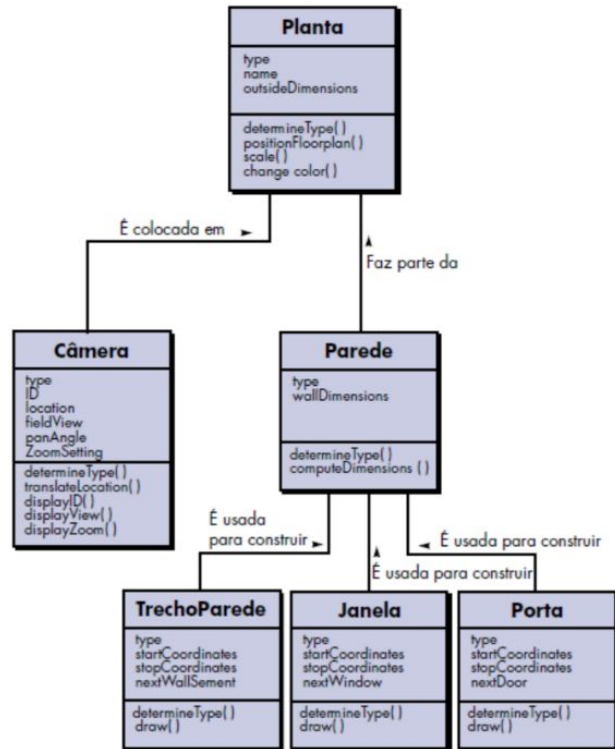 Planta
type
name
outsideDimensions
determineType( )
positionFloorplan( )
scale( )
change color( )
É colocada em
Faz parte da
Câmera
type
ID
location
fieldView
panAngle
ZoomSetting
determineType( )
translateLocation( )
displayID( )
displayView( )
displayZoom( )
Parede
type
wallDimensions
determineType( )
computeDimensions ( )
É usada
para construir
É usada para construir
É usada para construir
TrechoParede
type
startCoordinates
stopCoordinates
nextWallSement
determineType( )
draw( )
Janela
type
startCoordinates
stopCoordinates
nextWindow
determineType( )
draw( )
Porta
type
startCoordinates
stopCoordinates
nextDoor
determineType( )
draw( )